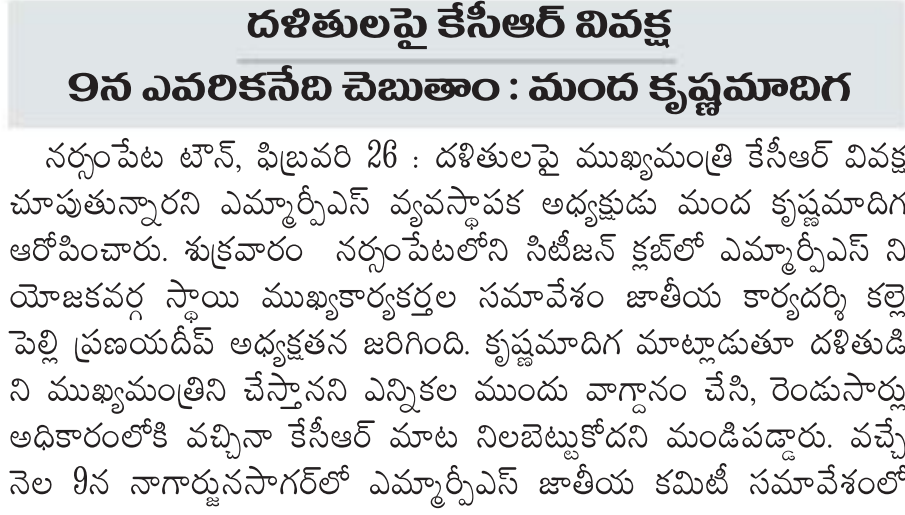 దళితులపై కేసీఆర్ వివక్ష
9న ఎవరికనేది చెబుతాం : మంద కృష్ణమాదిగ
నర్సంపేట టౌన్, ఫిబ్రవరి 26 : దళితులపై ముఖ్యమంత్రి కేసీఆర్ వివక్ష
చూపుతున్నారని ఎమ్మార్పీఎస్ వ్యవస్థాపక అధ్యక్షుడు మంద కృష్ణమాదిగ
ఆరోపించారు. శుక్రవారం నర్సంపేటలోని సిటీజన్ క్లబ్‌లో ఎమ్మార్పీఎస్ ని
యోజకవర్గ స్థాయి ముఖ్యకార్యకర్తల సమావేశం జాతీయ కార్యదర్శి కల్లె
పెల్లి ప్రణయదీప్ అధ్యక్షతన జరిగింది. కృష్ణమాదిగ మాట్లాడుతూ దళితుడి
ని ముఖ్యమంత్రిని చేస్తానని ఎన్నికల ముందు వాగ్దానం చేసి, రెండుసార్లు
అధికారంలోకి వచ్చినా కేసీఆర్ మాట నిలబెట్టుకోదని మండిపడ్డారు. వచ్చే
నెల 9న నాగార్జునసాగర్‌లో ఎమ్మార్పీఎస్ జాతీయ కమిటీ సమావేశంలో